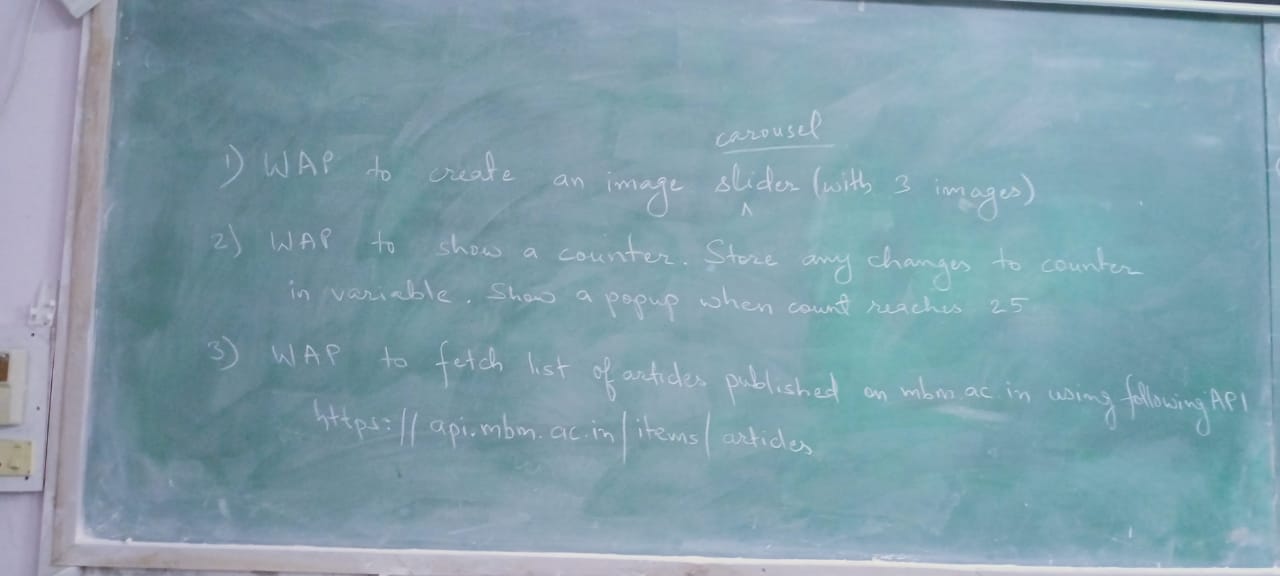 carousel
1) WAP to create an image slider (with 3 images)
^
2) WAP to show a counter. Store any changes to counter
in variable. Show a popup when count reaches 25
3) WAP to fetch list of articles published on mbm.ac.in using following API
https://api.mbm.ac.in/items/articles